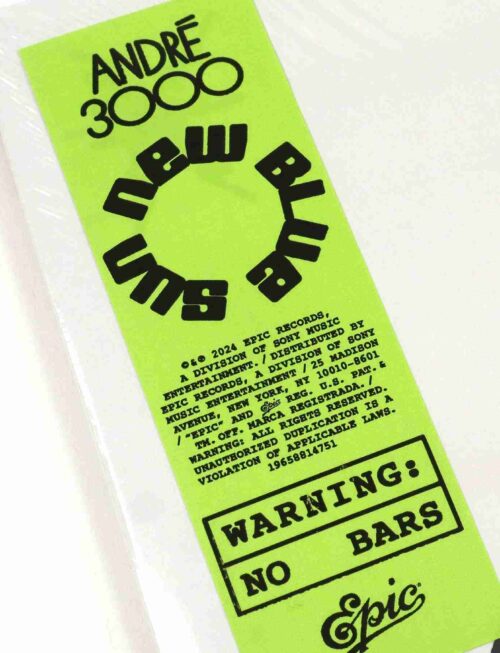 ANDRÉ
3000
new BLUE sun
℗&© 2024 EPIC RECORDS,
A DIVISION OF SONY MUSIC
ENTERTAINMENT. / DISTRIBUTED BY
EPIC RECORDS, A DIVISION OF SONY
MUSIC ENTERTAINMENT / 25 MADISON
AVENUE, NEW YORK, NY 10010-8601
/ "EPIC" AND Epic REG. U.S. PAT. &
TM. OFF. MARCA REGISTRADA. /
WARNING: ALL RIGHTS RESERVED.
UNAUTHORIZED DUPLICATION IS A
VIOLATION OF APPLICABLE LAWS.
19658814751
WARNING:
NO BARS
Epic